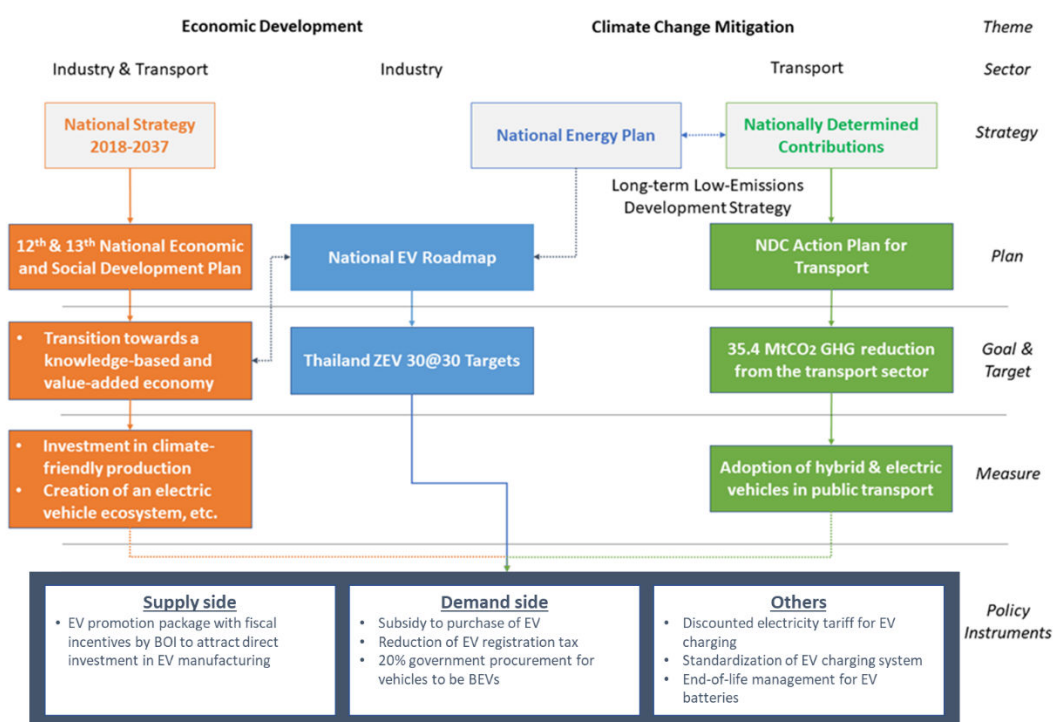 Economic Development
Climate Change Mitigation
Theme
Industry & Transport
Industry
Transport
Sector
National Strategy
2018-2037
National Energy Plan
Nationally Determined
Contributions
Strategy
Long-term Low-Emissions
Development Strategy
12th & 13th National Economic
and Social Development Plan
National EV Roadmap
NDC Action Plan for
Transport
Plan
• Transition towards a
knowledge-based and
value-added economy
Thailand ZEV 30@30 Targets
35.4 MtCO2 GHG reduction
from the transport sector
Goal &
Target
• Investment in climate-
friendly production
• Creation of an electric
vehicle ecosystem, etc.
Adoption of hybrid & electric
vehicles in public transport
Measure
Supply side
• EV promotion package with fiscal
incentives by BOI to attract direct
investment in EV manufacturing
Demand side
• Subsidy to purchase of EV
• Reduction of EV registration tax
• 20% government procurement for
vehicles to be BEVs
Others
• Discounted electricity tariff for EV
charging
• Standardization of EV charging system
• End-of-life management for EV
batteries
Policy
Instruments